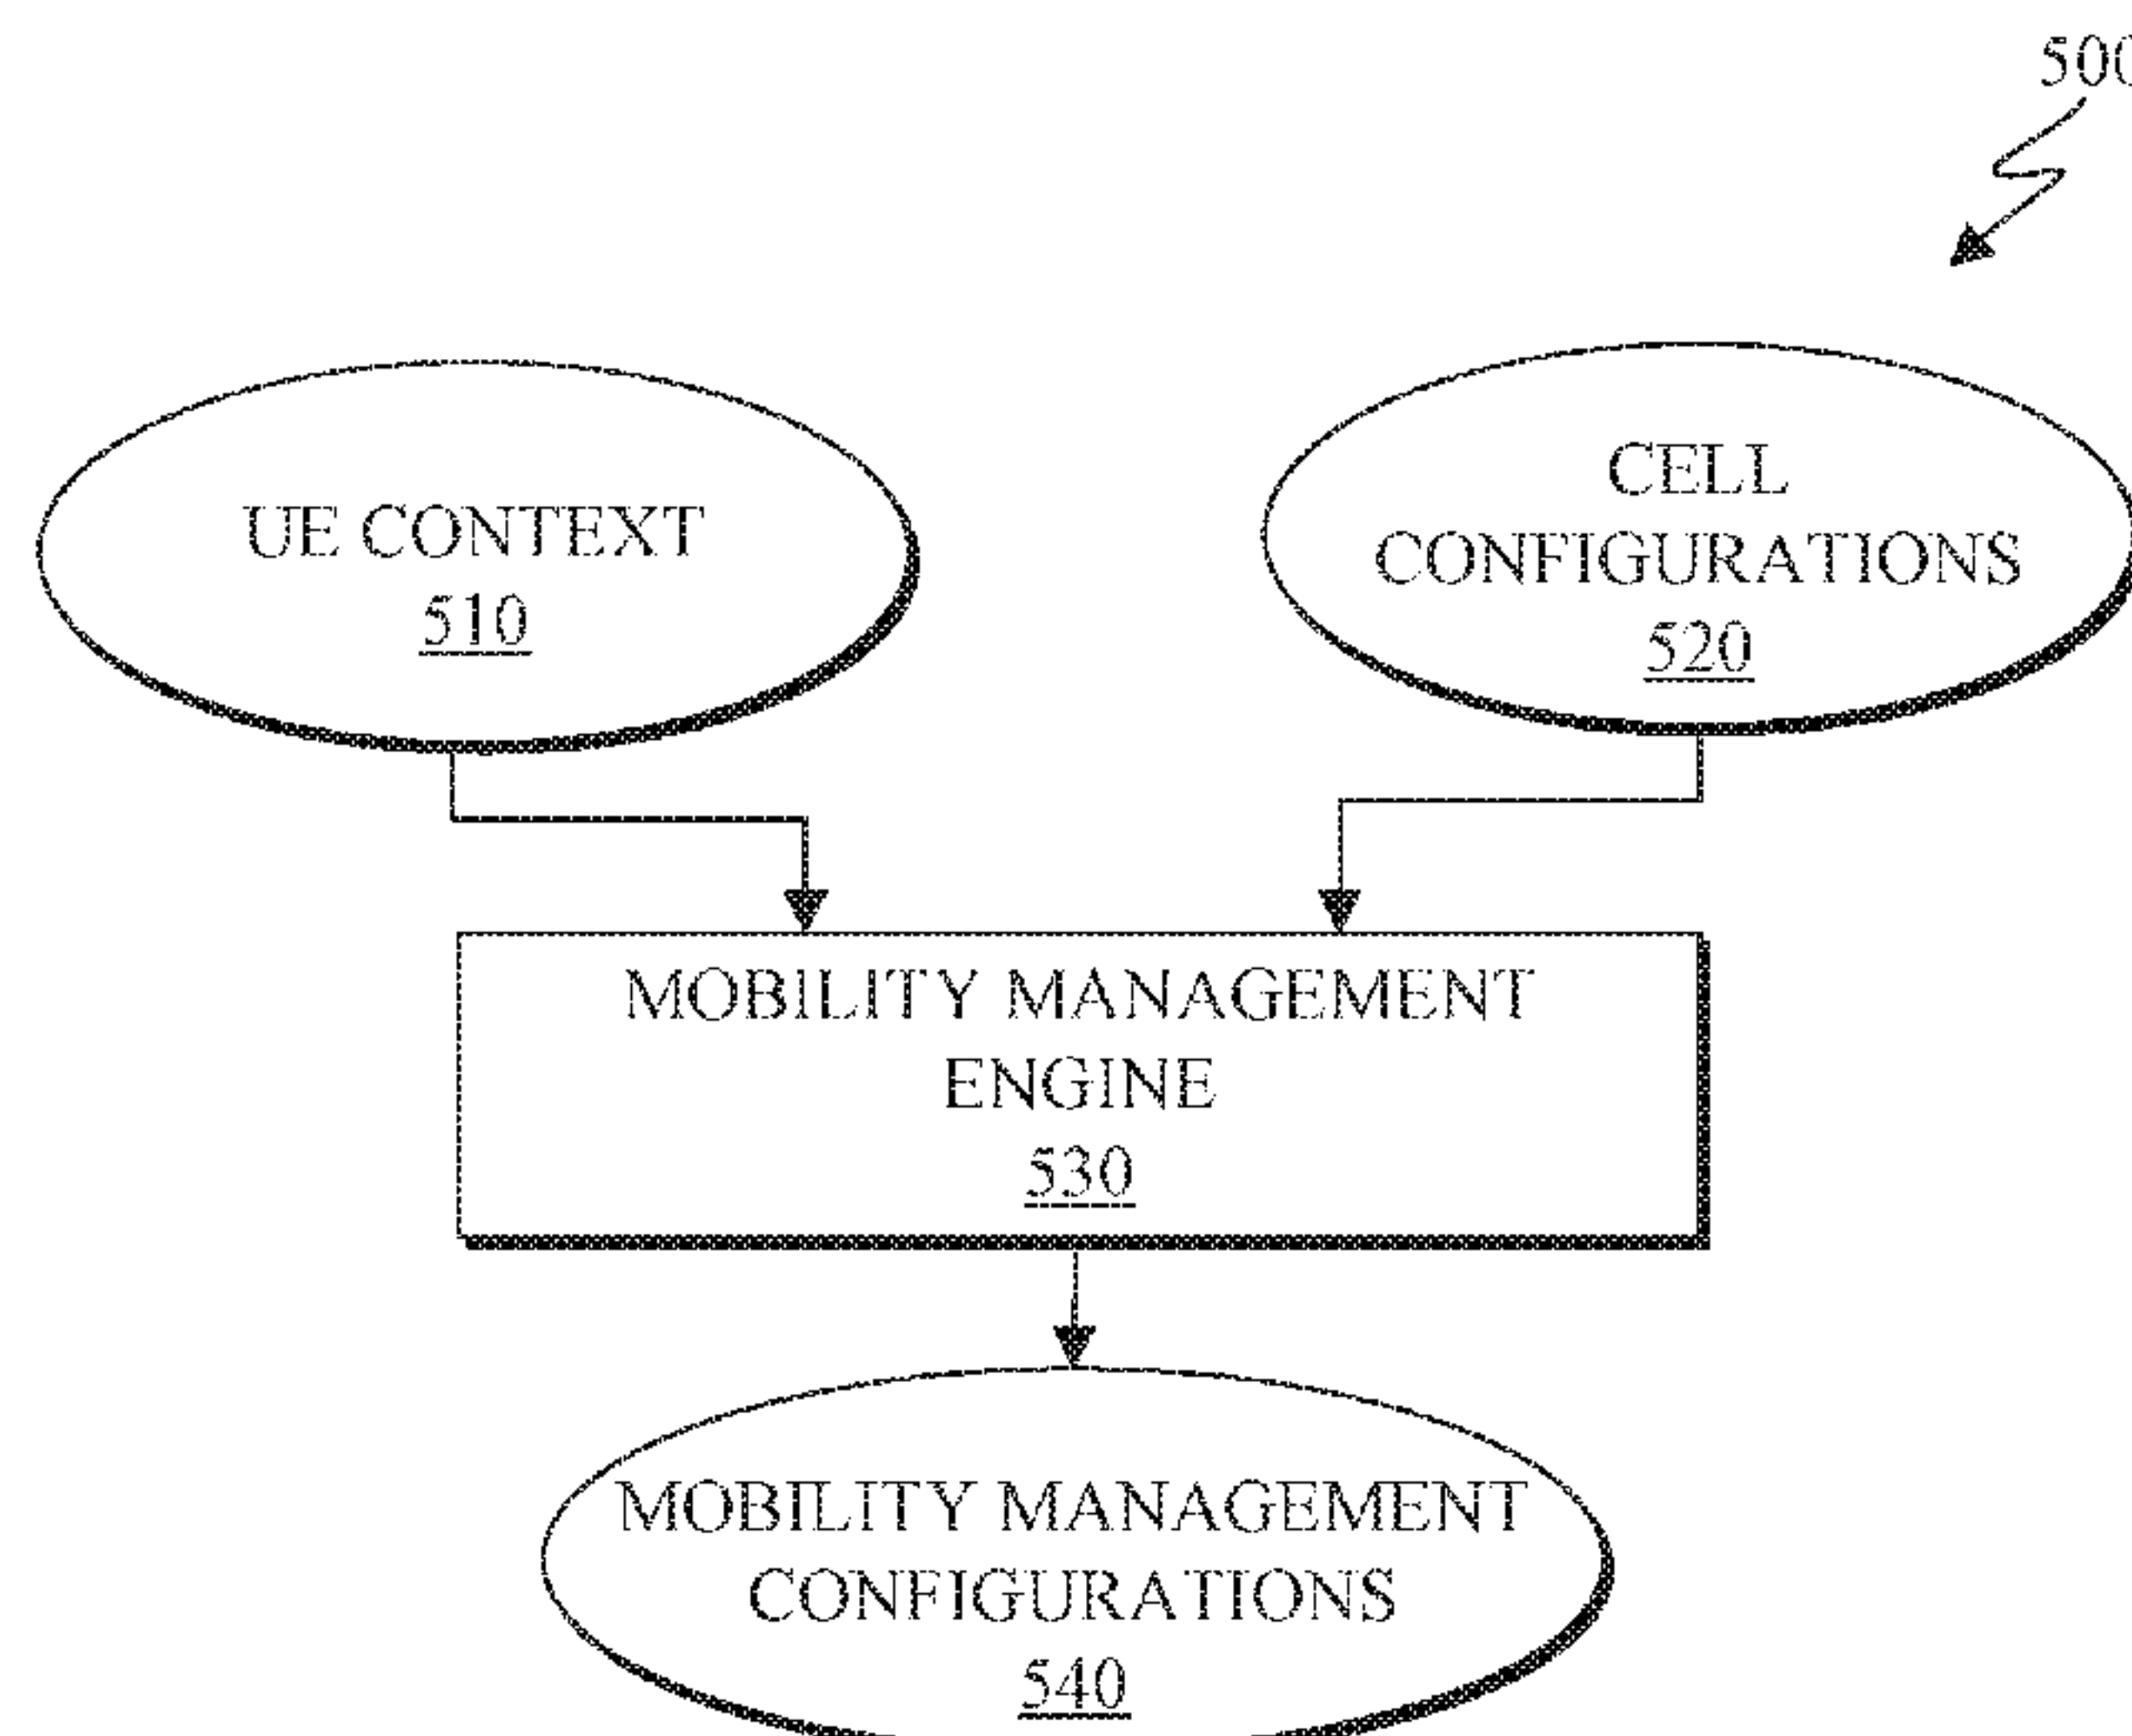 500
UE CONTEXT
510
CELL
CONFIGURATIONS
520
MOBILITY MANAGEMENT
ENGINE
530
MOBILITY MANAGEMENT
CONFIGURATIONS
540